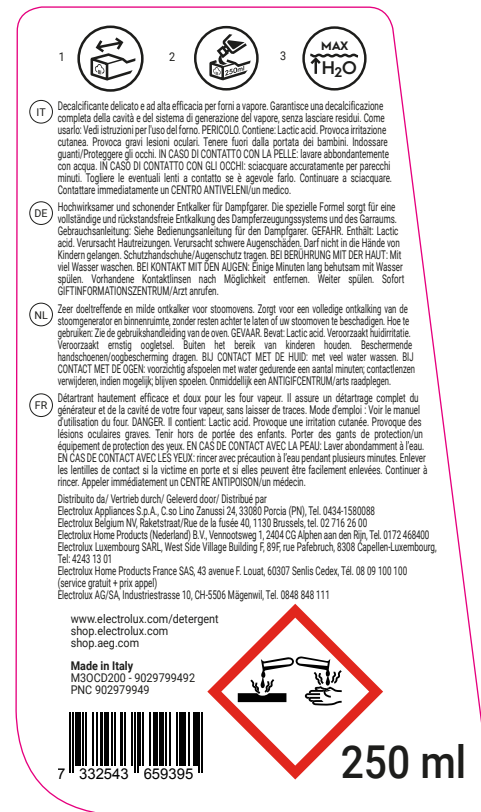 1 2 3 MAX
250ml H₂O
IT Decalcificante delicato e ad alta efficacia per forni a vapore. Garantisce una decalcificazione
completa della cavità e del sistema di generazione del vapore, senza lasciare residui. Come
usarlo: Vedi istruzioni per l'uso del forno. PERICOLO. Contiene: Lactic acid. Provoca irritazione
cutanea. Provoca gravi lesioni oculari. Tenere fuori dalla portata dei bambini. Indossare
guanti/Proteggere gli occhi. IN CASO DI CONTATTO CON LA PELLE: lavare abbondantemente
con acqua. IN CASO DI CONTATTO CON GLI OCCHI: sciacquare accuratamente per parecchi
minuti. Togliere le eventuali lenti a contatto se è agevole farlo. Continuare a sciacquare.
Contattare immediatamente un CENTRO ANTIVELENI/un medico.
DE Hochwirksamer und schonender Entkalker für Dampfgarer. Die spezielle Formel sorgt für eine
vollständige und rückstandsfreie Entkalkung des Dampferzeugungssystems und des Garraums.
Gebrauchsanleitung: Siehe Bedienungsanleitung für den Dampfgarer. GEFAHR. Enthält: Lactic
acid. Verursacht Hautreizungen. Verursacht schwere Augenschäden. Darf nicht in die Hände von
Kindern gelangen. Schutzhandschuhe/Augenschutz tragen. BEI BERÜHRUNG MIT DER HAUT: Mit
viel Wasser waschen. BEI KONTAKT MIT DEN AUGEN: Einige Minuten lang behutsam mit Wasser
spülen. Vorhandene Kontaktlinsen nach Möglichkeit entfernen. Weiter spülen. Sofort
GIFTINFORMATIONSZENTRUM/Arzt anrufen.
NL Zeer doeltreffende en milde ontkalker voor stoomovens. Zorgt voor een volledige ontkalking van de
stoomgenerator en binnenruimte, zonder resten achter te laten of uw stoomoven te beschadigen. Hoe te
gebruiken: Zie de gebruikshandleiding van de oven. GEVAAR. Bevat: Lactic acid. Veroorzaakt huidirritatie.
Veroorzaakt ernstig oogletsel. Buiten het bereik van kinderen houden. Beschermende
handschoenen/oogbescherming dragen. BIJ CONTACT MET DE HUID: met veel water wassen. BIJ
CONTACT MET DE OGEN: voorzichtig afspoelen met water gedurende een aantal minuten; contactlenzen
verwijderen, indien mogelijk; blijven spoelen. Onmiddellijk een ANTIGIFCENTRUM/arts raadplegen.
FR Détartrant hautement efficace et doux pour les four vapeur. Il assure un détartrage complet du
générateur et de la cavité de votre four vapeur, sans laisser de traces. Mode d'emploi : Voir le manuel
d'utilisation du four. DANGER. Il contient: Lactic acid. Provoque une irritation cutanée. Provoque des
lésions oculaires graves. Tenir hors de portée des enfants. Porter des gants de protection/un
équipement de protection des yeux. EN CAS DE CONTACT AVEC LA PEAU: Laver abondamment à l'eau.
EN CAS DE CONTACT AVEC LES YEUX: rincer avec précaution à l'eau pendant plusieurs minutes. Enlever
les lentilles de contact si la victime en porte et si elles peuvent être facilement enlevées. Continuer à
rincer. Appeler immédiatement un CENTRE ANTIPOISON/un médecin.
Distribuito da/ Vertrieb durch/ Geleverd door/ Distribué par
Electrolux Appliances S.p.A., C.so Lino Zanussi 24, 33080 Porcia (PN), Tel. 0434-1580088
Electrolux Belgium NV, Raketstraat/Rue de la fusée 40, 1130 Brussels, tel. 02 716 26 00
Electrolux Home Products (Nederland) B.V., Vennootsweg 1, 2404 CG Alphen aan den Rijn, Tel. 0172 468400
Electrolux Luxembourg SARL, West Side Village Building F, 89F, rue Pafebruch, 8308 Capellen-Luxembourg,
Tel: 4243 13 01
Electrolux Home Products France SAS, 43 avenue F. Louat, 60307 Senlis Cedex, Tél. 08 09 100 100
(service gratuit + prix appel)
Electrolux AG/SA, Industriestrasse 10, CH-5506 Mägenwil, Tel. 0848 848 111
www.electrolux.com/detergent
shop.electrolux.com
shop.aeg.com
Made in Italy
M3OCD200 - 9029799492
PNC 902979949
7 332543 659395
250 ml